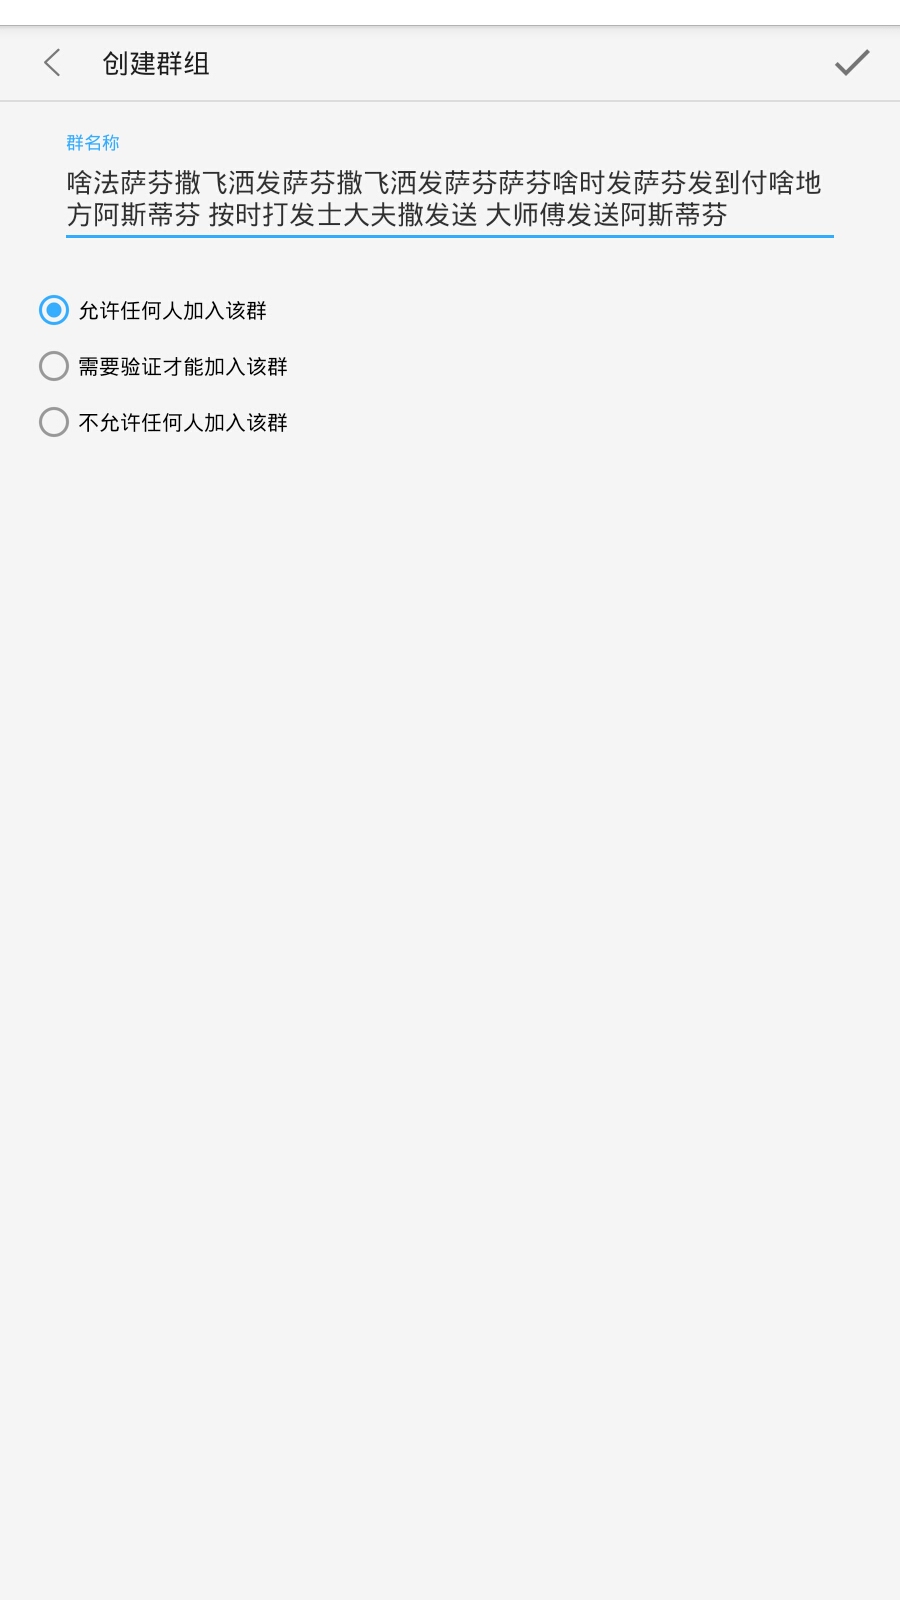 创建群组
群名称
啥法萨芬撒飞洒发萨芬撒飞洒发萨芬萨芬啥时发萨芬发到付啥地
方阿斯蒂芬 按时打发士大夫撒发送 大师傅发送阿斯蒂芬
允许任何人加入该群
需要验证才能加入该群
不允许任何人加入该群